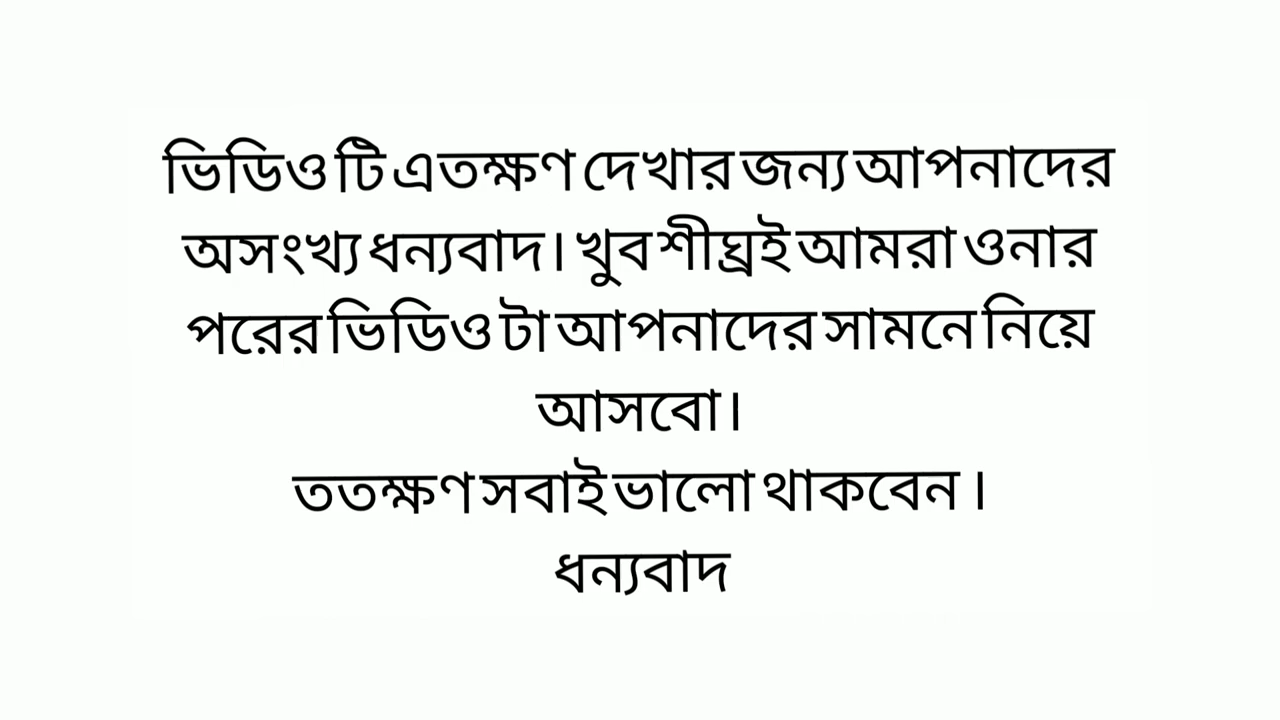 ভিডিও টি এতক্ষণ দেখার জন্য আপনাদের
অসংখ্য ধন্যবাদ। খুব শীঘ্রই আমরা ওনার
পরের ভিডিও টা আপনাদের সামনে নিয়ে
আসবো।
ততক্ষণ সবাই ভালো থাকবেন ।
ধন্যবাদ